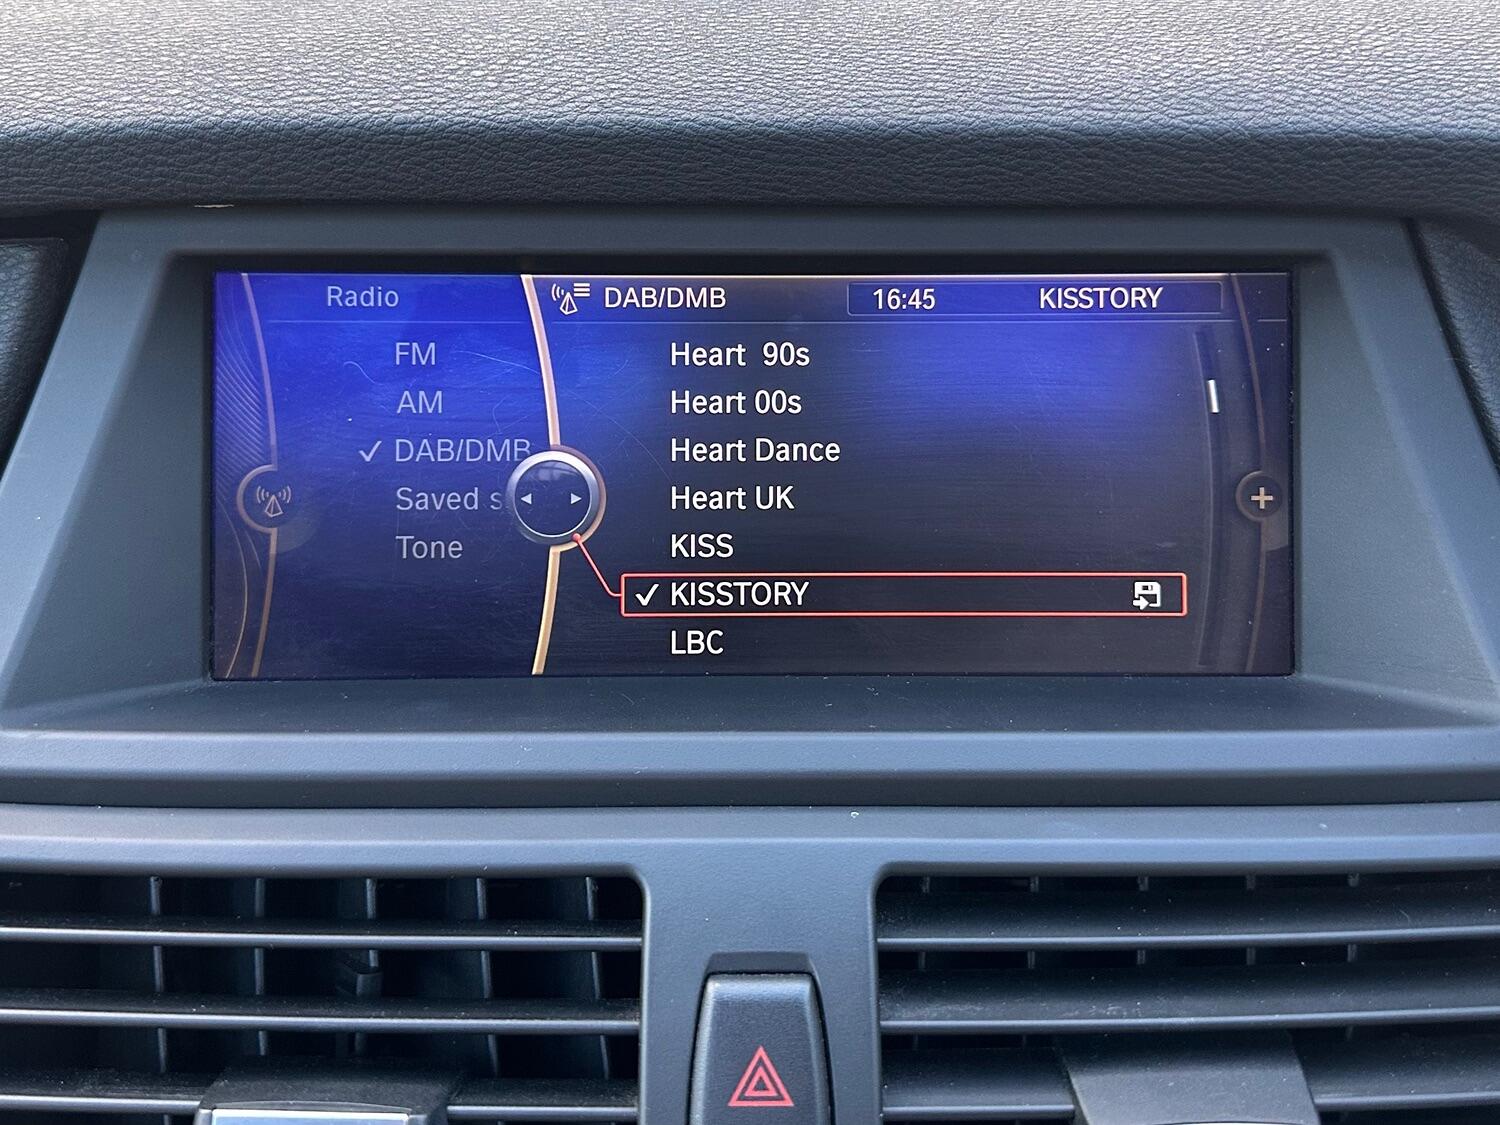 Radio
FM
AM
✓ DAB/DMB
Saved s
Tone
DAB/DMB
16:45 KISSTORY
Heart 90s
Heart 00s
Heart Dance
Heart UK
KISS
✓ KISSTORY
LBC